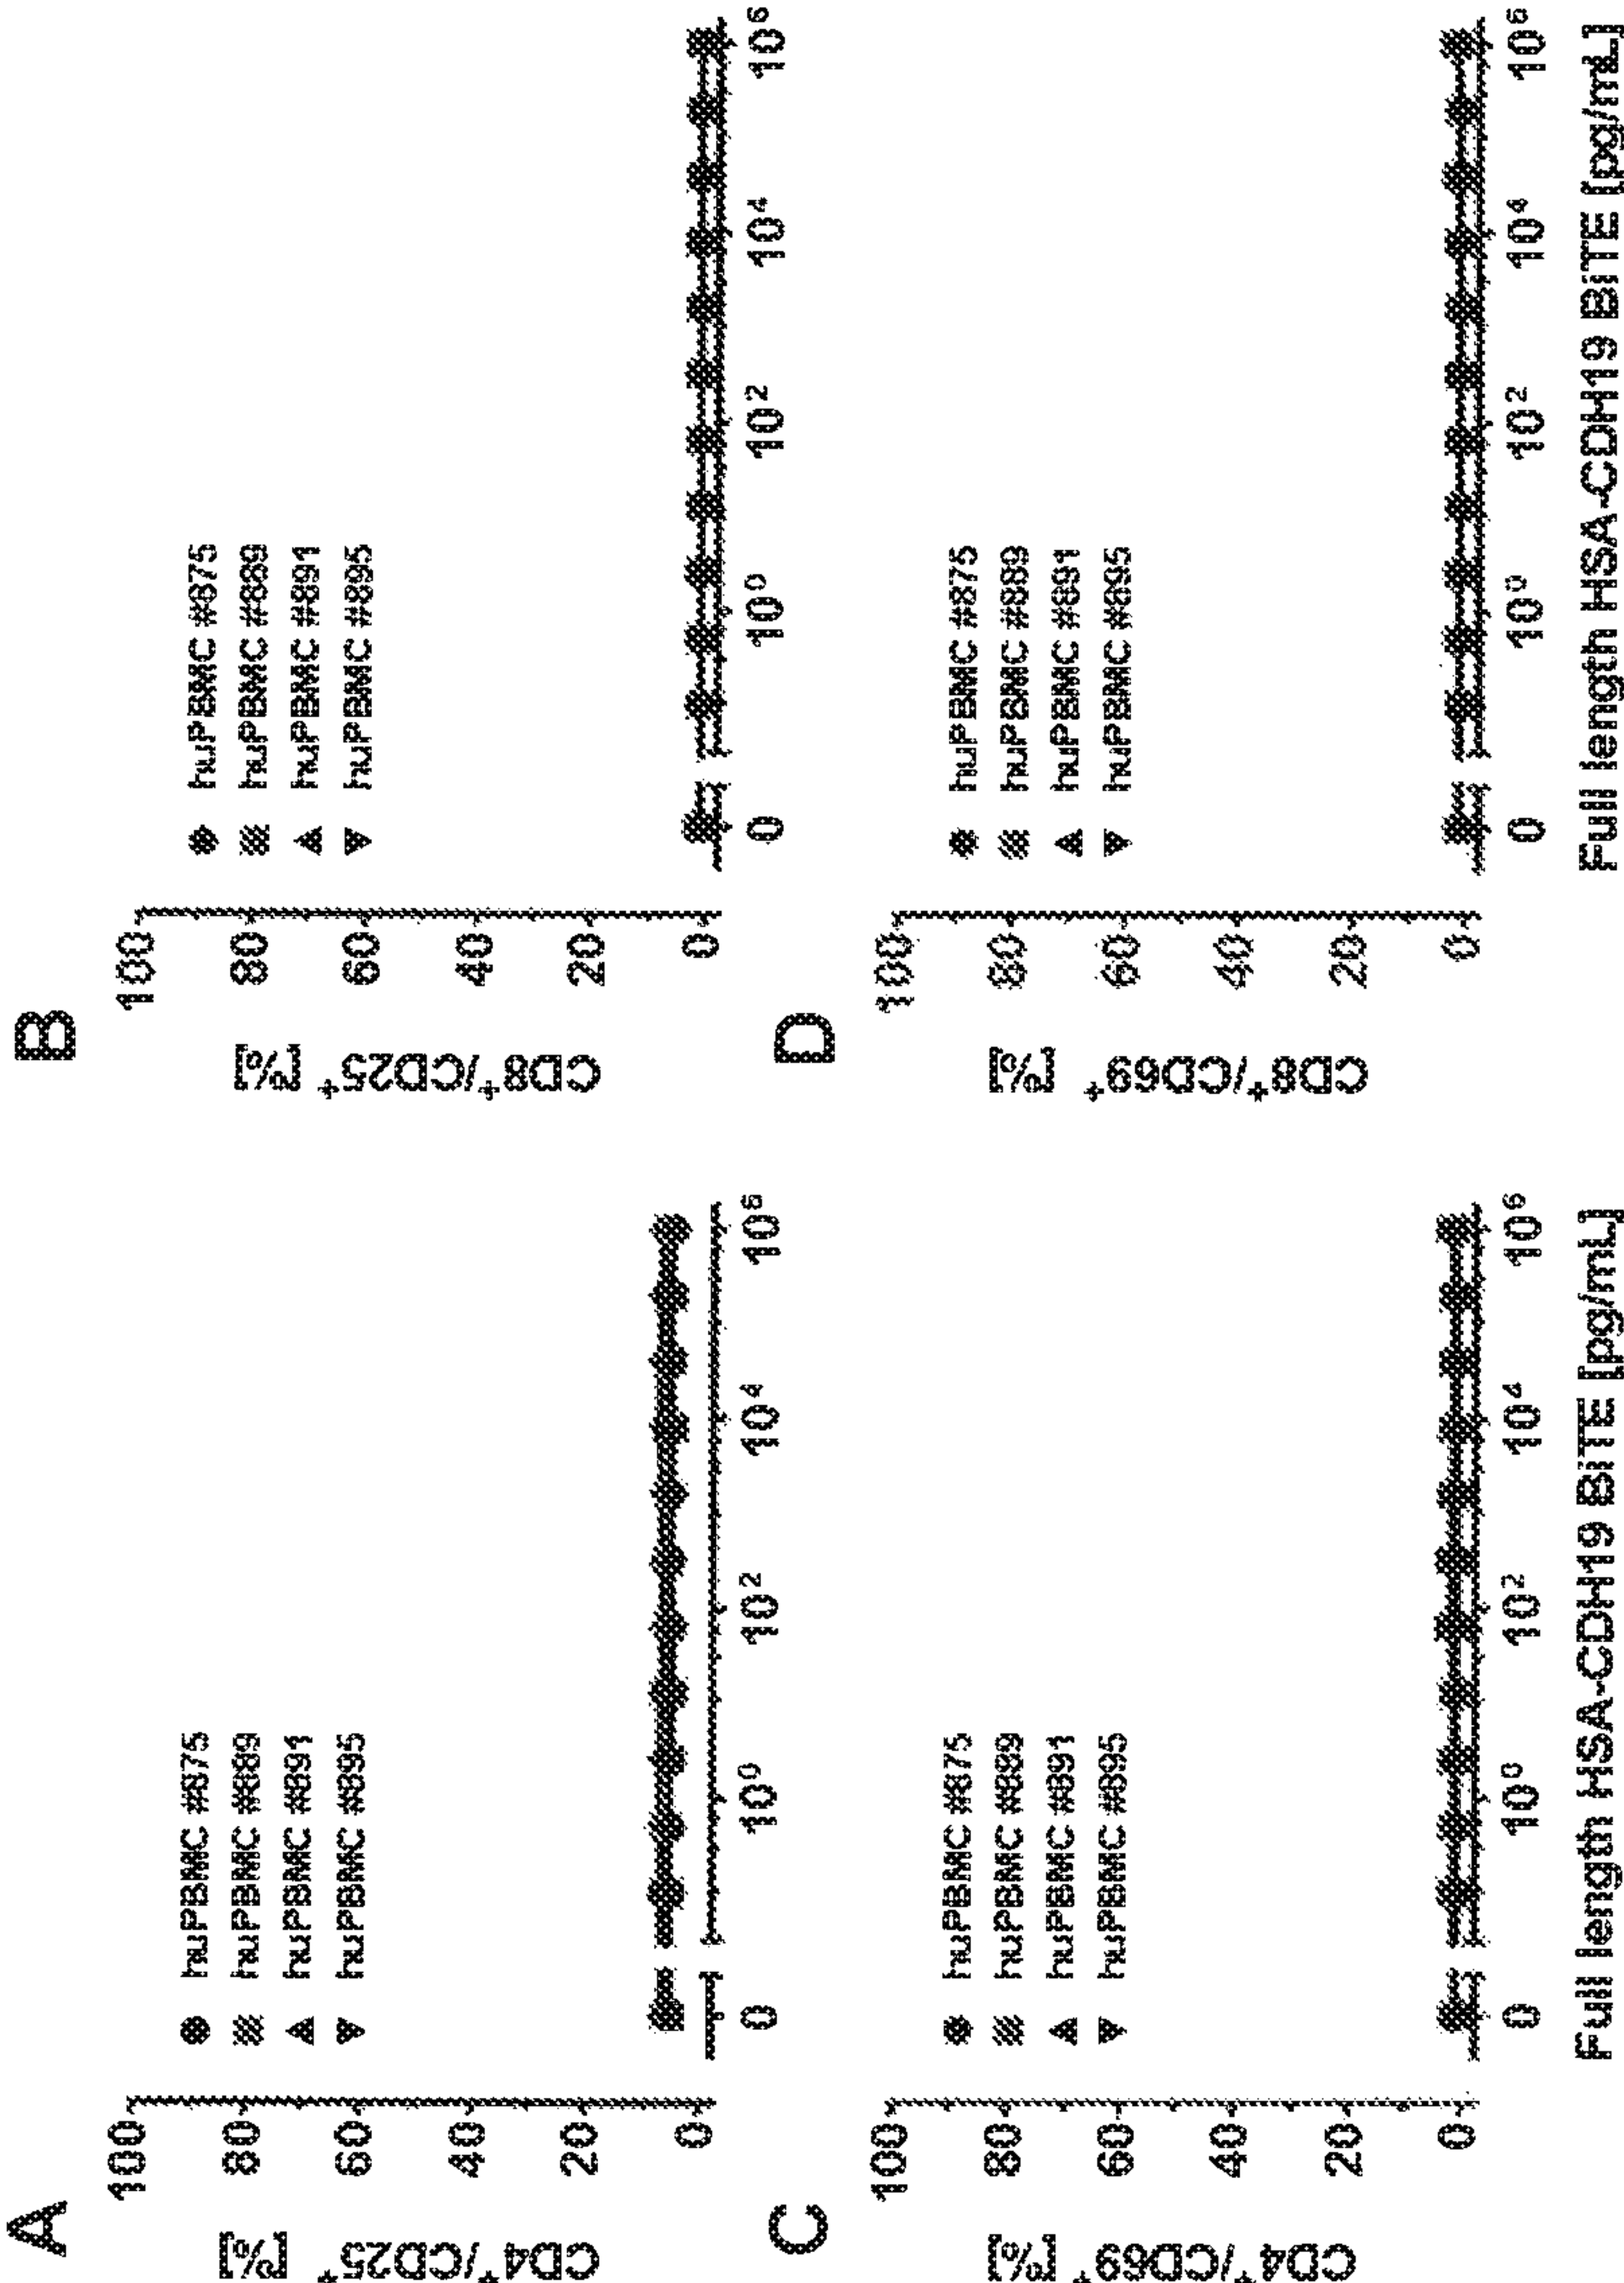 A
CD4⁺/CD25⁺ [%]
100
80
60
40
20
0
huPBMC #875
huPBMC #889
huPBMC #891
huPBMC #895
0 10⁰ 10² 10⁴ 10⁶
B
CD8⁺/CD25⁺ [%]
100
80
60
40
20
0
huPBMC #875
huPBMC #889
huPBMC #891
huPBMC #895
0 10⁰ 10² 10⁴ 10⁶
C
CD4⁺/CD69⁺ [%]
100
80
60
40
20
0
huPBMC #875
huPBMC #889
huPBMC #891
huPBMC #895
0 10⁰ 10² 10⁴ 10⁶
Full length HSA-CDH19 BiTE [pg/mL]
D
CD8⁺/CD69⁺ [%]
100
80
60
40
20
0
huPBMC #875
huPBMC #889
huPBMC #891
huPBMC #895
0 10⁰ 10² 10⁴ 10⁶
Full length HSA-CDH19 BiTE [pg/mL]